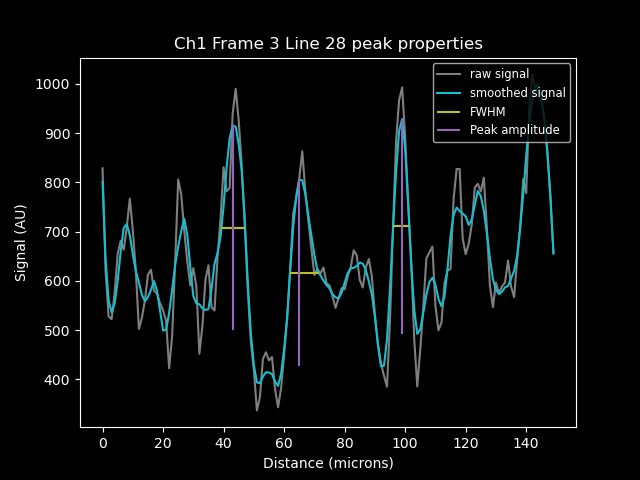 Ch1 Frame 3 Line 28 peak properties
raw signal
smoothed signal
FWHM
Peak amplitude
1000
900
800
700
600
500
400
Signal (AU)
0 20 40 60 80 100 120 140
Distance (microns)